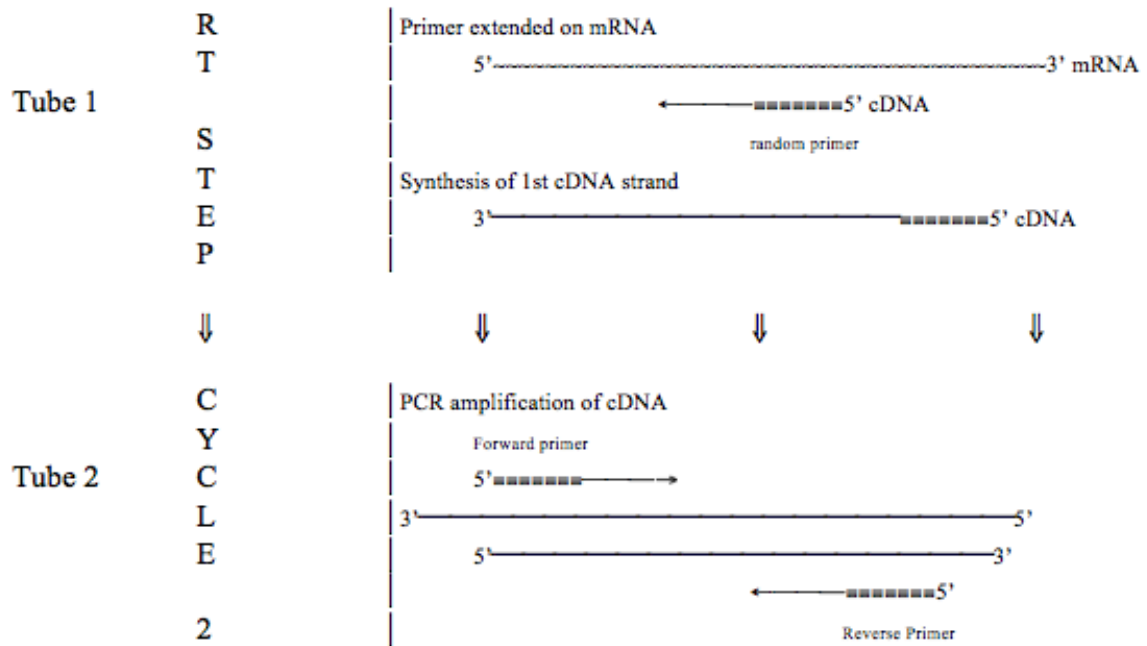 R | Primer extended on mRNA
T | 5’ 3’ mRNA
Tube 1 | 5’ cDNA
S | random primer
T | Synthesis of 1st cDNA strand
E | 3’ 5’ cDNA
P |
⇓ ⇓ ⇓ ⇓
C | PCR amplification of cDNA
Y | Forward primer
Tube 2 C | 5’
L | 3’ 5’
E | 5’ 3’
| 5’
2 | Reverse Primer